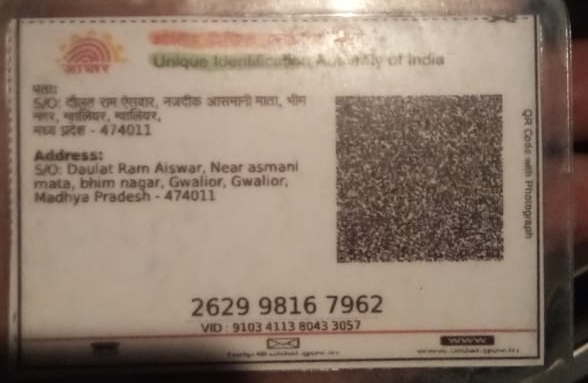 आधार
Unique Identification Authority of India
पता:
S/O: दौलत राम ऐसवार, नजदीक आसमानी माता, भीम
नगर, ग्वालियर, ग्वालियर,
मध्य प्रदेश - 474011
Address:
S/O: Daulat Ram Aiswar, Near asmani
mata, bhim nagar, Gwalior, Gwalior,
Madhya Pradesh - 474011
QR Code with Photograph
2629 9816 7962
VID : 9103 4113 8043 3057